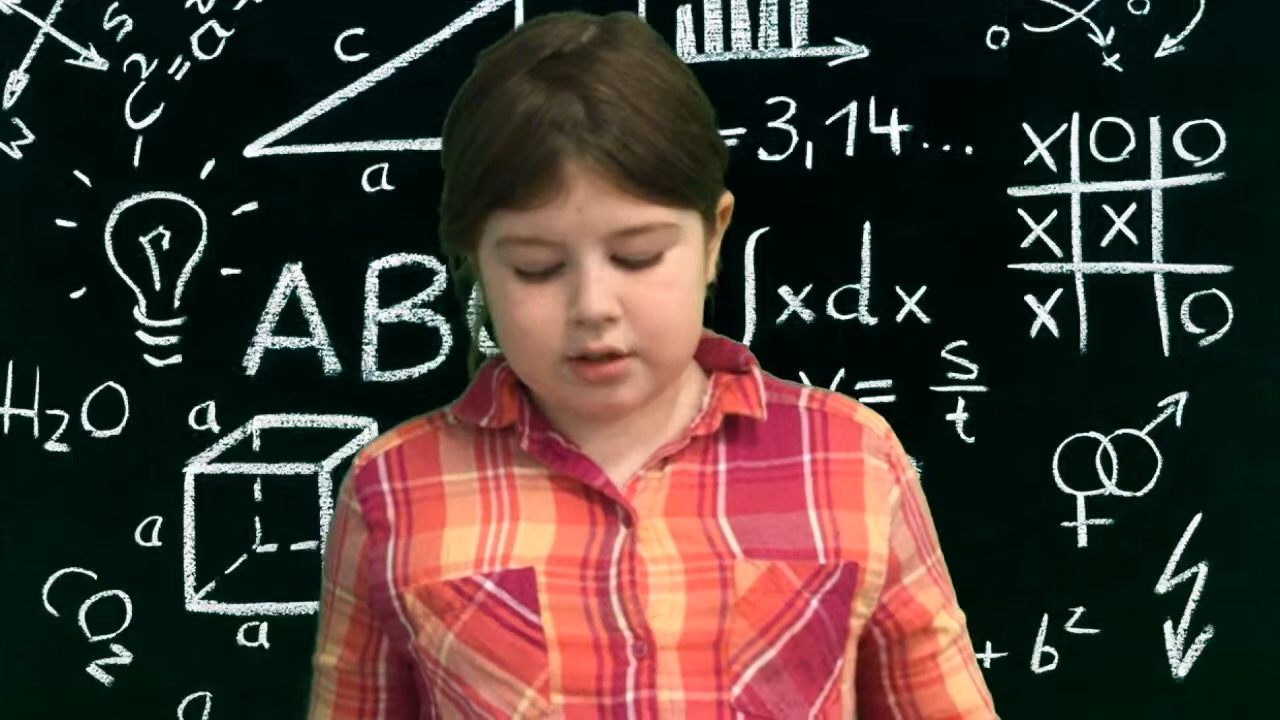 c² = a²
c
a
= 3,14...
X O O
X X
X O
ABC
∫xdx
v = s/t
H₂O
a
a
a
CO₂
+ b²
a